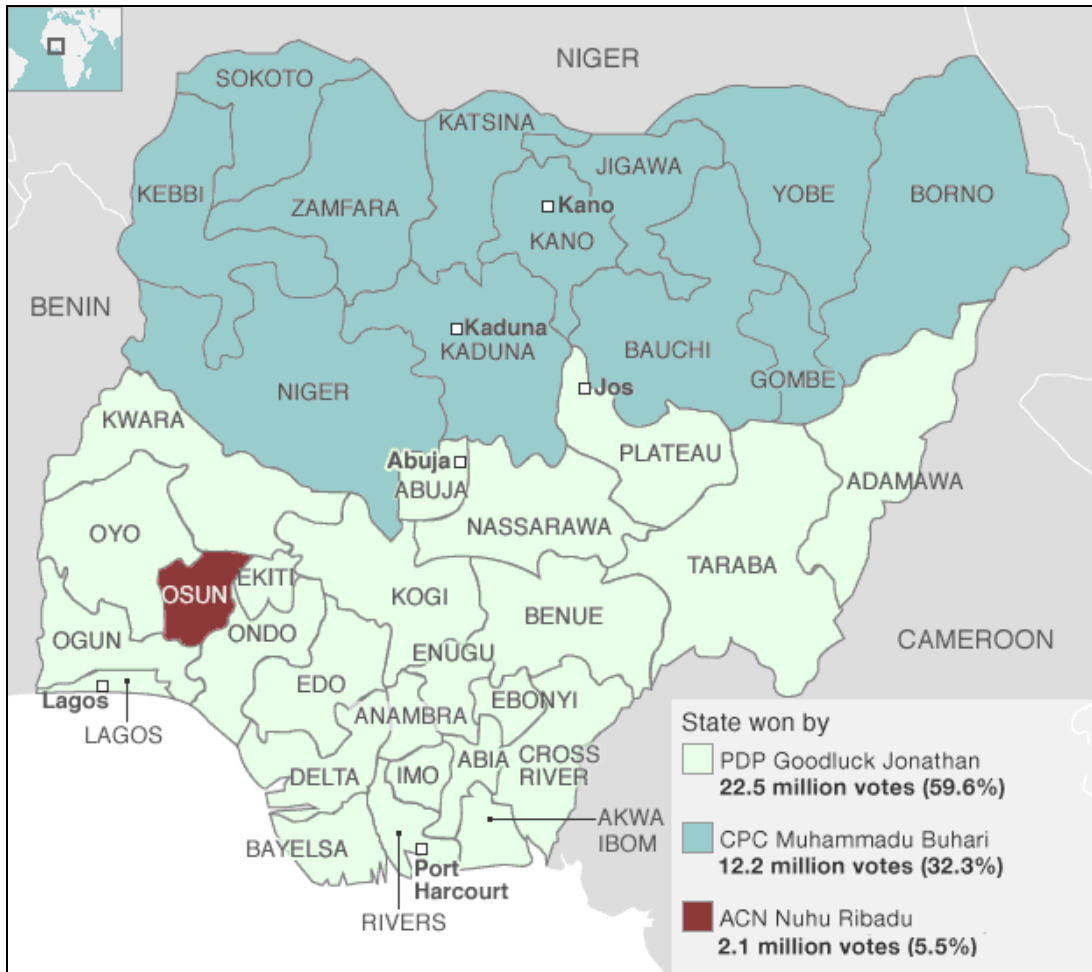 NIGER
SOKOTO
KATSINA
JIGAWA
KEBBI
ZAMFARA
YOBE
BORNO
Kano
KANO
BENIN
Kaduna
KADUNA
BAUCHI
NIGER
GOMBE
Jos
KWARA
PLATEAU
Abuja
ABUJA
ADAMAWA
NASSARAWA
OYO
TARABA
EKITI
OSUN
KOGI
BENUE
OGUN
ONDO
CAMEROON
ENUGU
EDO
EBONYI
Lagos
ANAMBRA
LAGOS
ABIA
CROSS
RIVER
DELTA
IMO
AKWA
IBOM
BAYELSA
Port
Harcourt
RIVERS
State won by
PDP Goodluck Jonathan
22.5 million votes (59.6%)
CPC Muhammadu Buhari
12.2 million votes (32.3%)
ACN Nuhu Ribadu
2.1 million votes (5.5%)